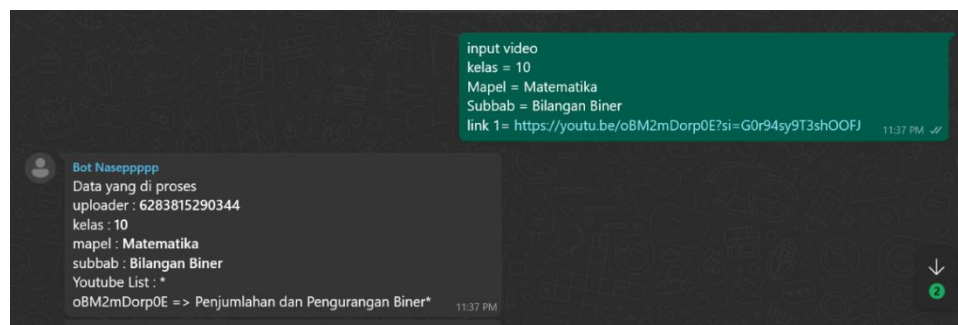 input video
kelas = 10
Mapel = Matematika
Subbab = Bilangan Biner
link 1= https://youtu.be/oBM2mDorp0E?si=G0r94sy9T3shOOFJ
11:37 PM
Bot Naseppppp
Data yang di proses
uploader : 6283815290344
kelas : 10
mapel : Matematika
subbab : Bilangan Biner
Youtube List : *
oBM2mDorp0E => Penjumlahan dan Pengurangan Biner*
11:37 PM
2